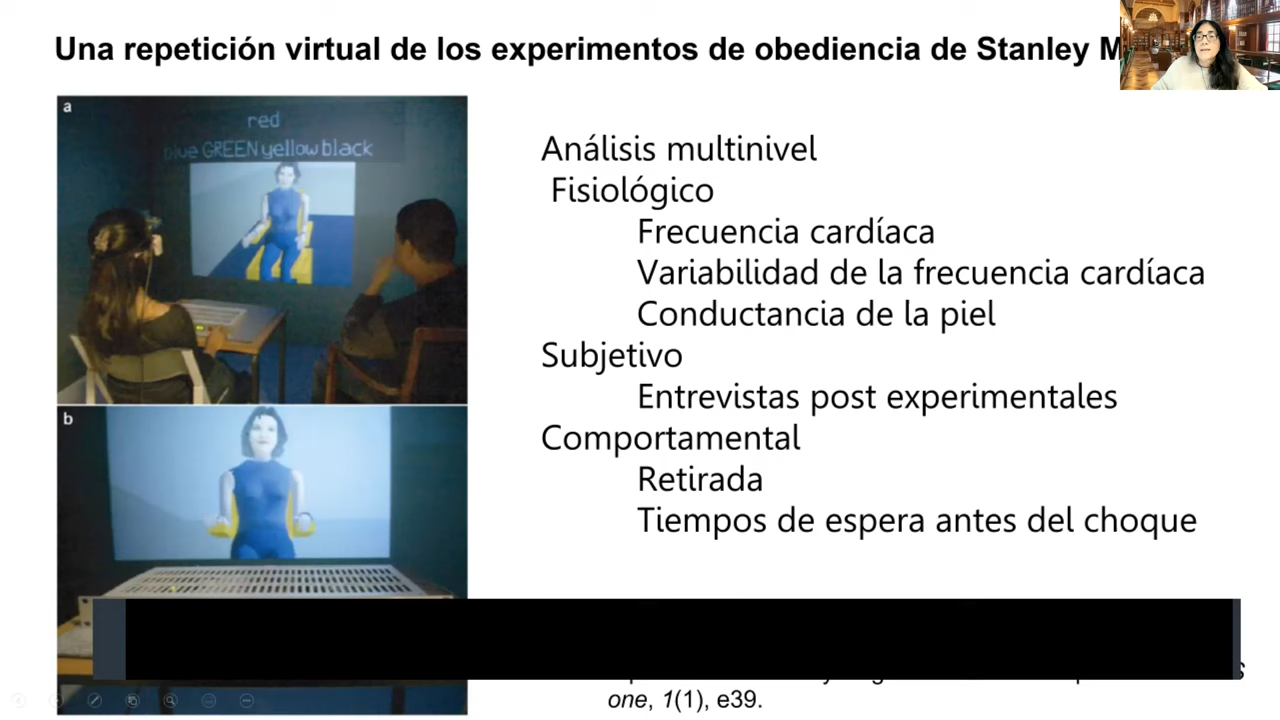 Una repetición virtual de los experimentos de obediencia de Stanley
a
red
blue GREEN yellow black
Análisis multinivel
Fisiológico
Frecuencia cardíaca
Variabilidad de la frecuencia cardíaca
Conductancia de la piel
Subjetivo
Entrevistas post experimentales
Comportamental
Retirada
Tiempos de espera antes del choque
b
one, 1(1), e39.